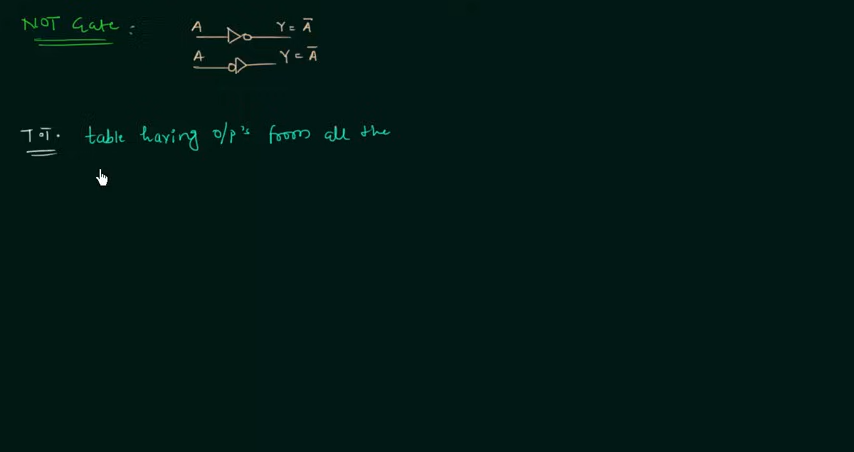 NOT Gate :
A Y = A̅
A Y = A̅
T.T. table having o/p's from all the